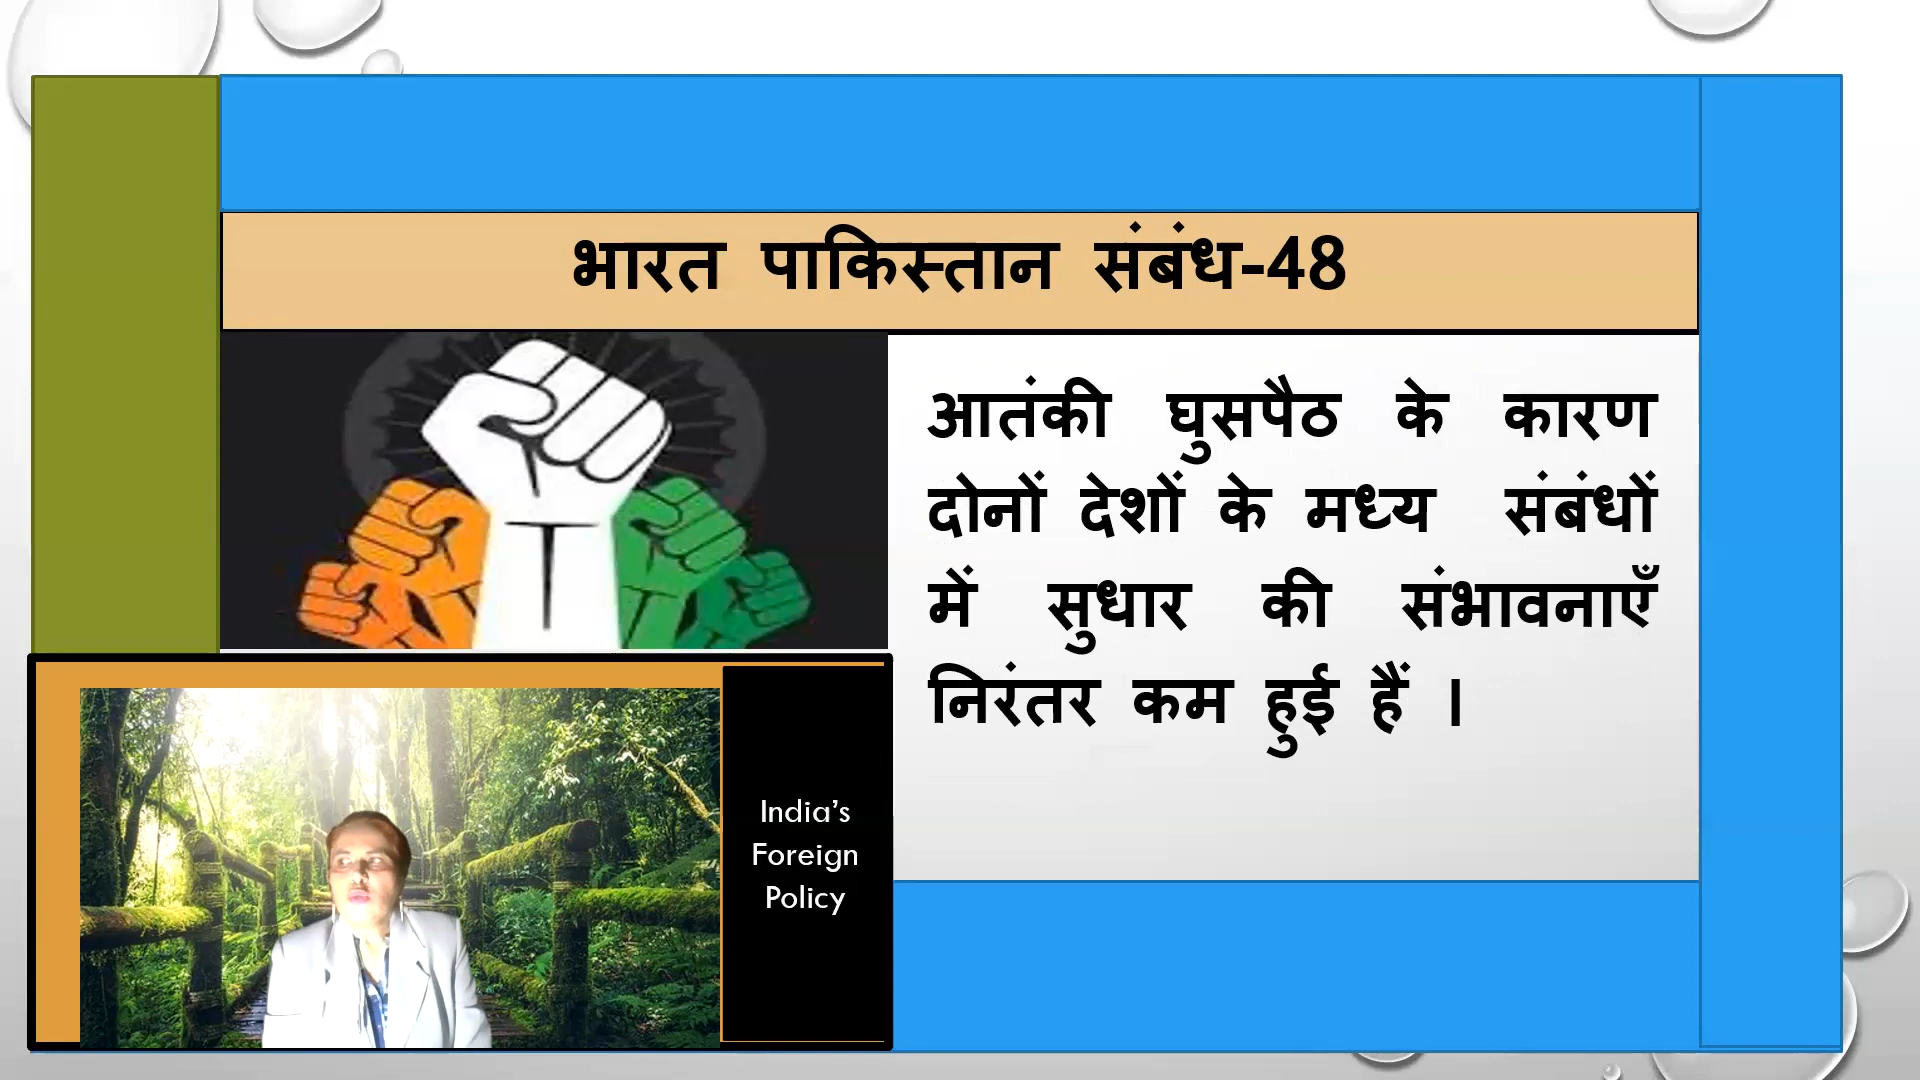 भारत पाकिस्तान संबंध-48
आतंकी घुसपैठ के कारण
दोनों देशों के मध्य संबंधों
में सुधार की संभावनाएँ
निरंतर कम हुई हैं ।
India’s
Foreign
Policy